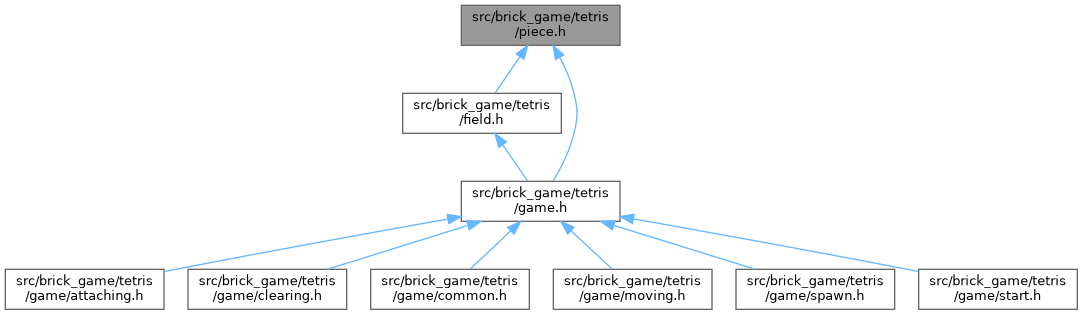 src/brick_game/tetris
/piece.h
src/brick_game/tetris
/field.h
src/brick_game/tetris
/game.h
src/brick_game/tetris
/game/attaching.h
src/brick_game/tetris
/game/clearing.h
src/brick_game/tetris
/game/common.h
src/brick_game/tetris
/game/moving.h
src/brick_game/tetris
/game/spawn.h
src/brick_game/tetris
/game/start.h